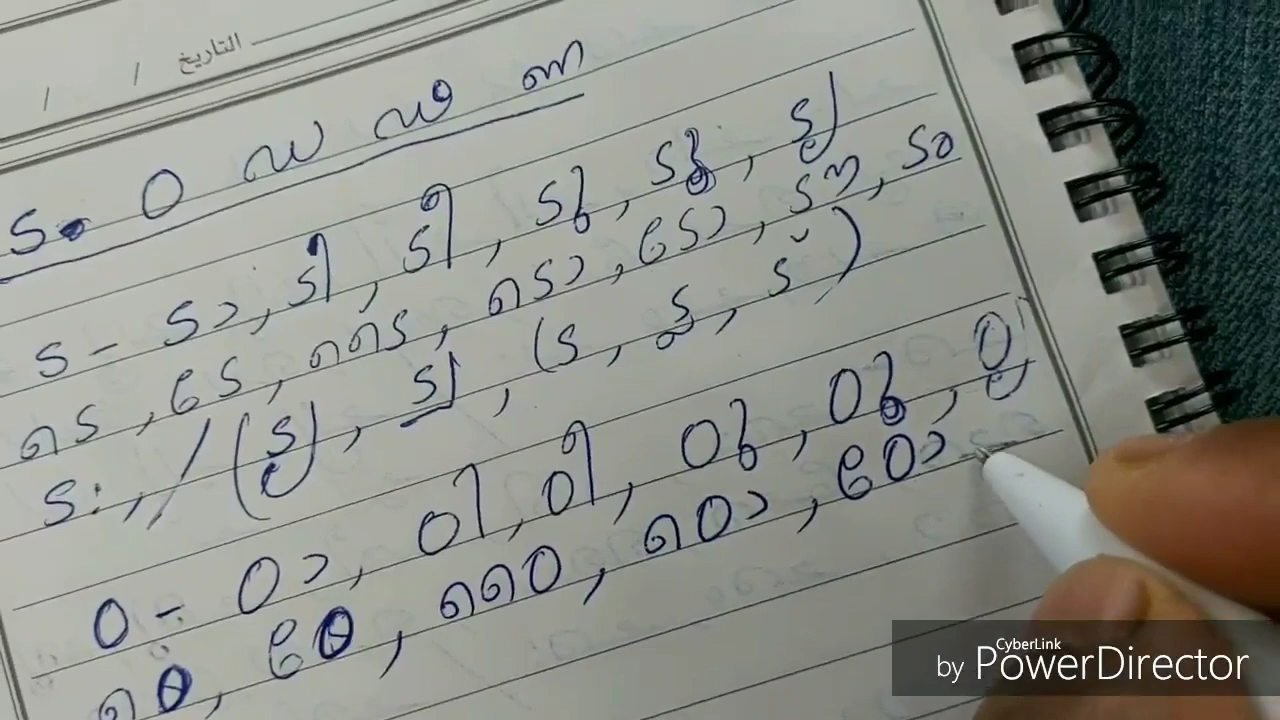 / / التاريخ
ട ഠ ഡ ഢ ണ
ട - ടാ, ടി, ടീ, ടു, ടൂ, ടൃ
ടെ, ടേ, ടൈ, ടൊ, ടോ, ടൗ, ടം
ടഃ, / (ടൃ), ട്വ, (ട, ട്ട, ട്)
ഠ - ഠാ, ഠി, ഠീ, ഠു, ഠൂ, ഠൃ,
ഠെ, ഠേ, ഠൈ, ഠൊ, ഠോ
CyberLink
by PowerDirector